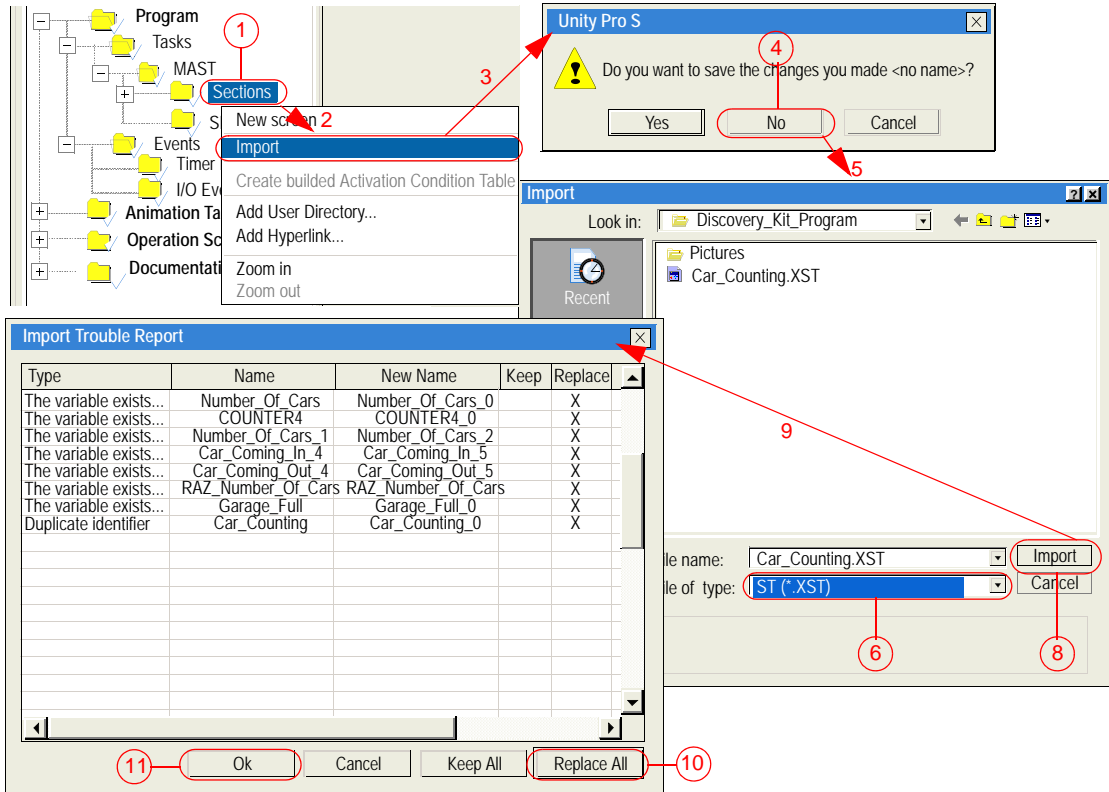 Program
Tasks
MAST
Sections
S
Events
Timer
I/O Ev
Animation Ta
Operation Sc
Documentati
1
2
3
New screen
Import
Create builded Activation Condition Table
Add User Directory...
Add Hyperlink...
Zoom in
Zoom out
Unity Pro S
4
Do you want to save the changes you made <no name>?
Yes No Cancel
5
Import
Look in: Discovery_Kit_Program
Recent
Pictures
Car_Counting.XST
ile name: Car_Counting.XST Import
ile of type: ST (*.XST) Cancel
6
8
9
Import Trouble Report
Type Name New Name Keep Replace
The variable exists... Number_Of_Cars Number_Of_Cars_0 X
The variable exists... COUNTER4 COUNTER4_0 X
The variable exists... Number_Of_Cars_1 Number_Of_Cars_2 X
The variable exists... Car_Coming_In_4 Car_Coming_In_5 X
The variable exists... Car_Coming_Out_4 Car_Coming_Out_5 X
The variable exists... RAZ_Number_Of_Cars RAZ_Number_Of_Cars X
The variable exists... Garage_Full Garage_Full_0 X
Duplicate identifier Car_Counting Car_Counting_0 X
11 Ok Cancel Keep All Replace All 10